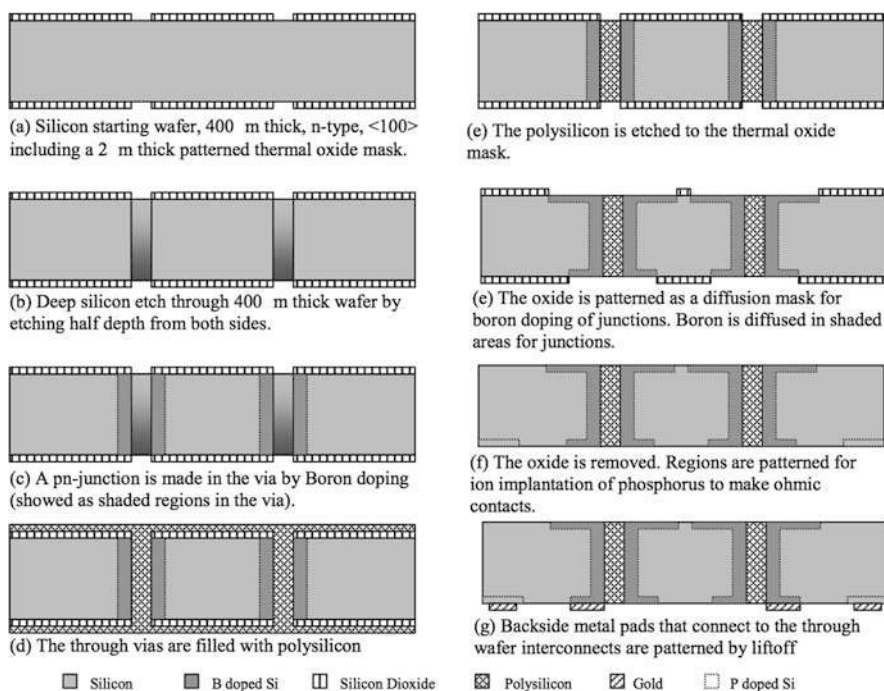 (a) Silicon starting wafer, 400 m thick, n-type, <100>
including a 2 m thick patterned thermal oxide mask.
(b) Deep silicon etch through 400 m thick wafer by
etching half depth from both sides.
(c) A pn-junction is made in the via by Boron doping
(showed as shaded regions in the via).
(d) The through vias are filled with polysilicon
(e) The polysilicon is etched to the thermal oxide
mask.
(e) The oxide is patterned as a diffusion mask for
boron doping of junctions. Boron is diffused in shaded
areas for junctions.
(f) The oxide is removed. Regions are patterned for
ion implantation of phosphorus to make ohmic
contacts.
(g) Backside metal pads that connect to the through
wafer interconnects are patterned by liftoff
Silicon B doped Si Silicon Dioxide Polysilicon Gold P doped Si